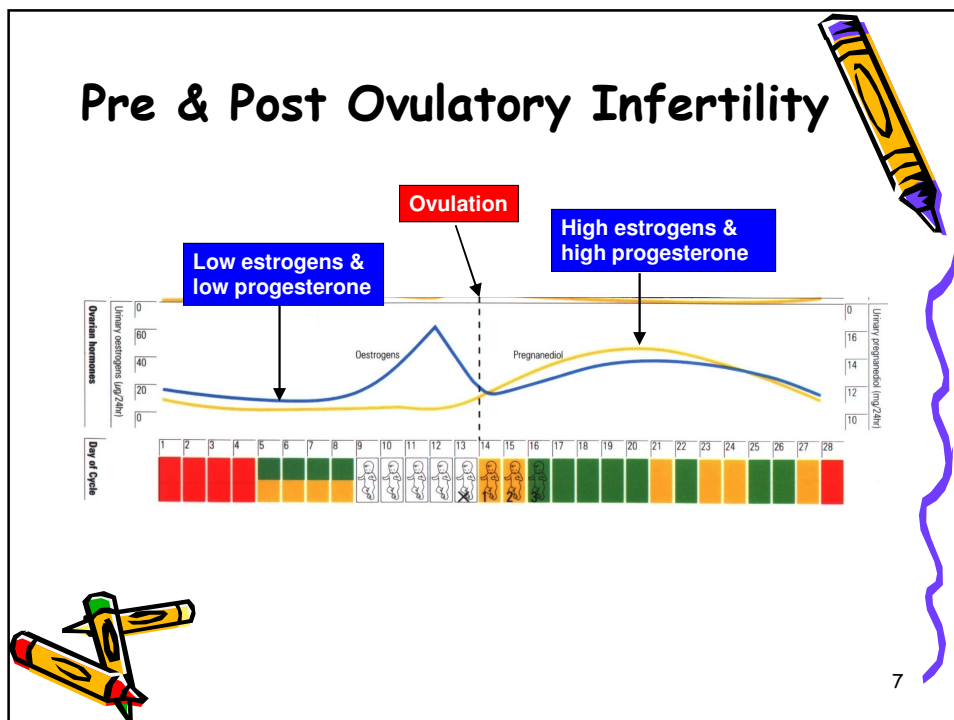 Pre & Post Ovulatory Infertility
Ovulation
High estrogens &
high progesterone
Low estrogens &
low progesterone
Ovarian hormones
Urinary oestrogens (µg/24hr)
0
60
40
20
0
Oestrogens
Pregnanediol
0
16
14
12
10
Urinary pregnanediol (mg/24hr)
Day of Cycle
1 2 3 4 5 6 7 8 9 10 11 12 13 14 15 16 17 18 19 20 21 22 23 24 25 26 27 28
X 1 2 3
7